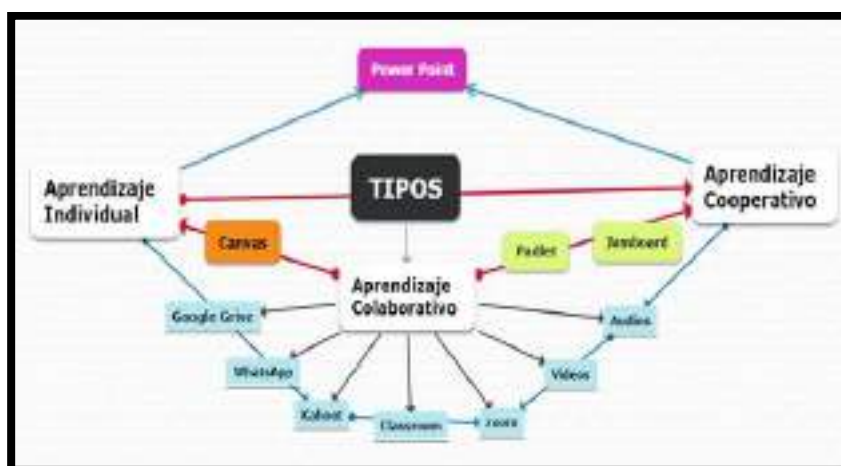 Power Point
Aprendizaje
Individual
TIPOS
Aprendizaje
Cooperativo
Canvas
Padlet
Jamboard
Aprendizaje
Colaborativo
Google Grive
Audios
WhatsApp
Videos
Kahoot
Classroom
zoom